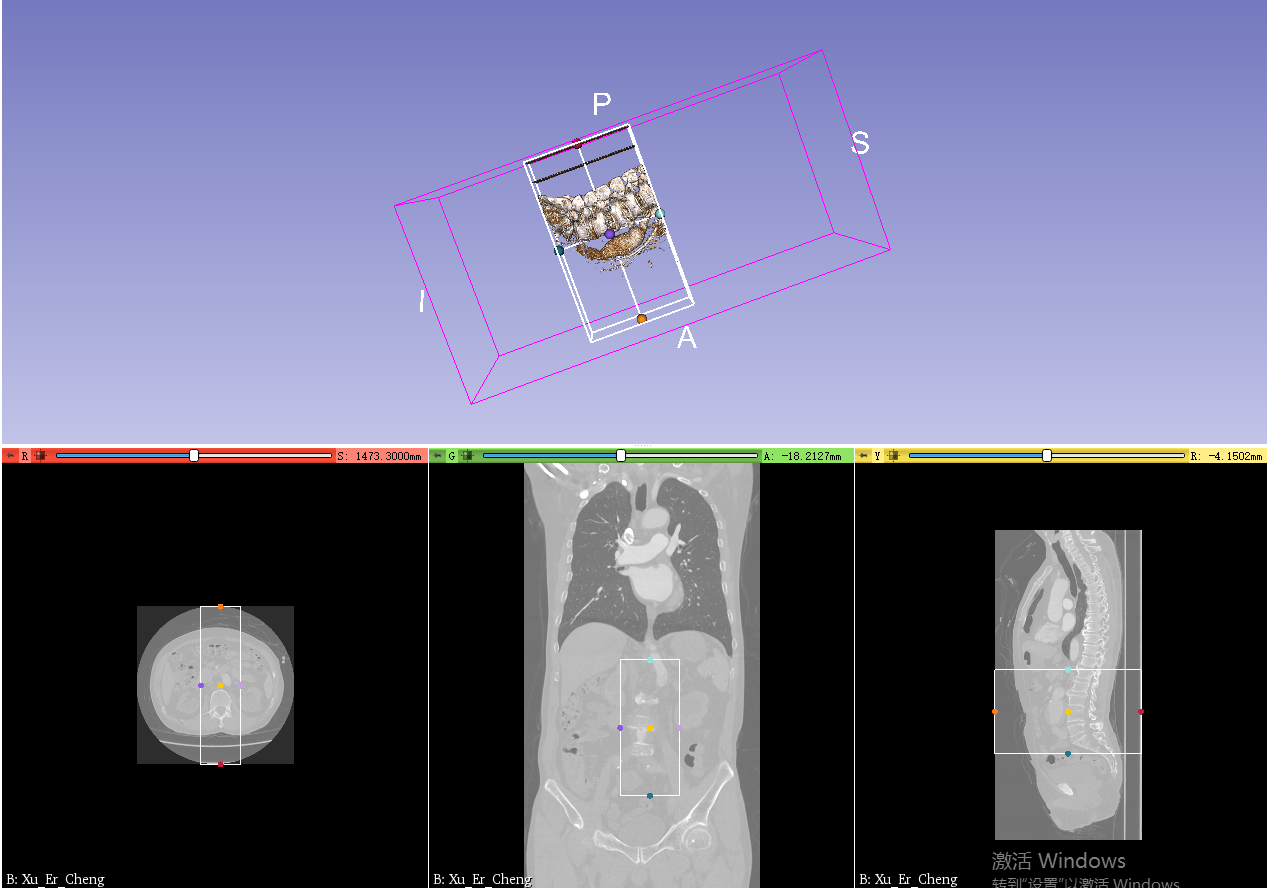 P
S
I
A
R S: 1473.3000mm
G A: -18.2127mm
Y R: -4.1502mm
B: Xu_Er_Cheng
B: Xu_Er_Cheng
B: Xu_Er_Cheng
激活 Windows
转到"设置"以激活 Windows